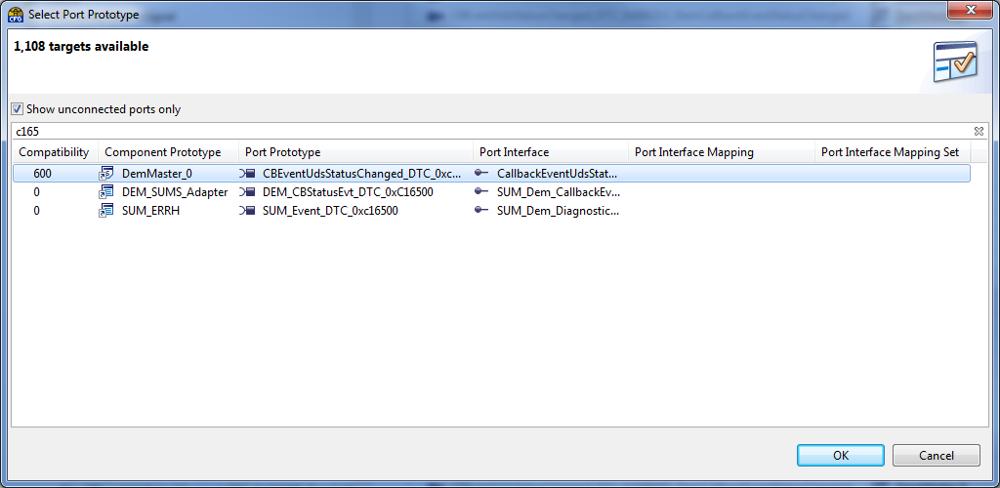 CFG
Select Port Prototype
1,108 targets available
Show unconnected ports only
c165
Compatibility Component Prototype Port Prototype Port Interface Port Interface Mapping Port Interface Mapping Set
600 DemMaster_0 CBEventUdsStatusChanged_DTC_0xc... CallbackEventUdsStat...
0 DEM_SUMS_Adapter DEM_CBStatusEvt_DTC_0xC16500 SUM_Dem_CallbackEv...
0 SUM_ERRH SUM_Event_DTC_0xc16500 SUM_Dem_Diagnostic...
OK Cancel